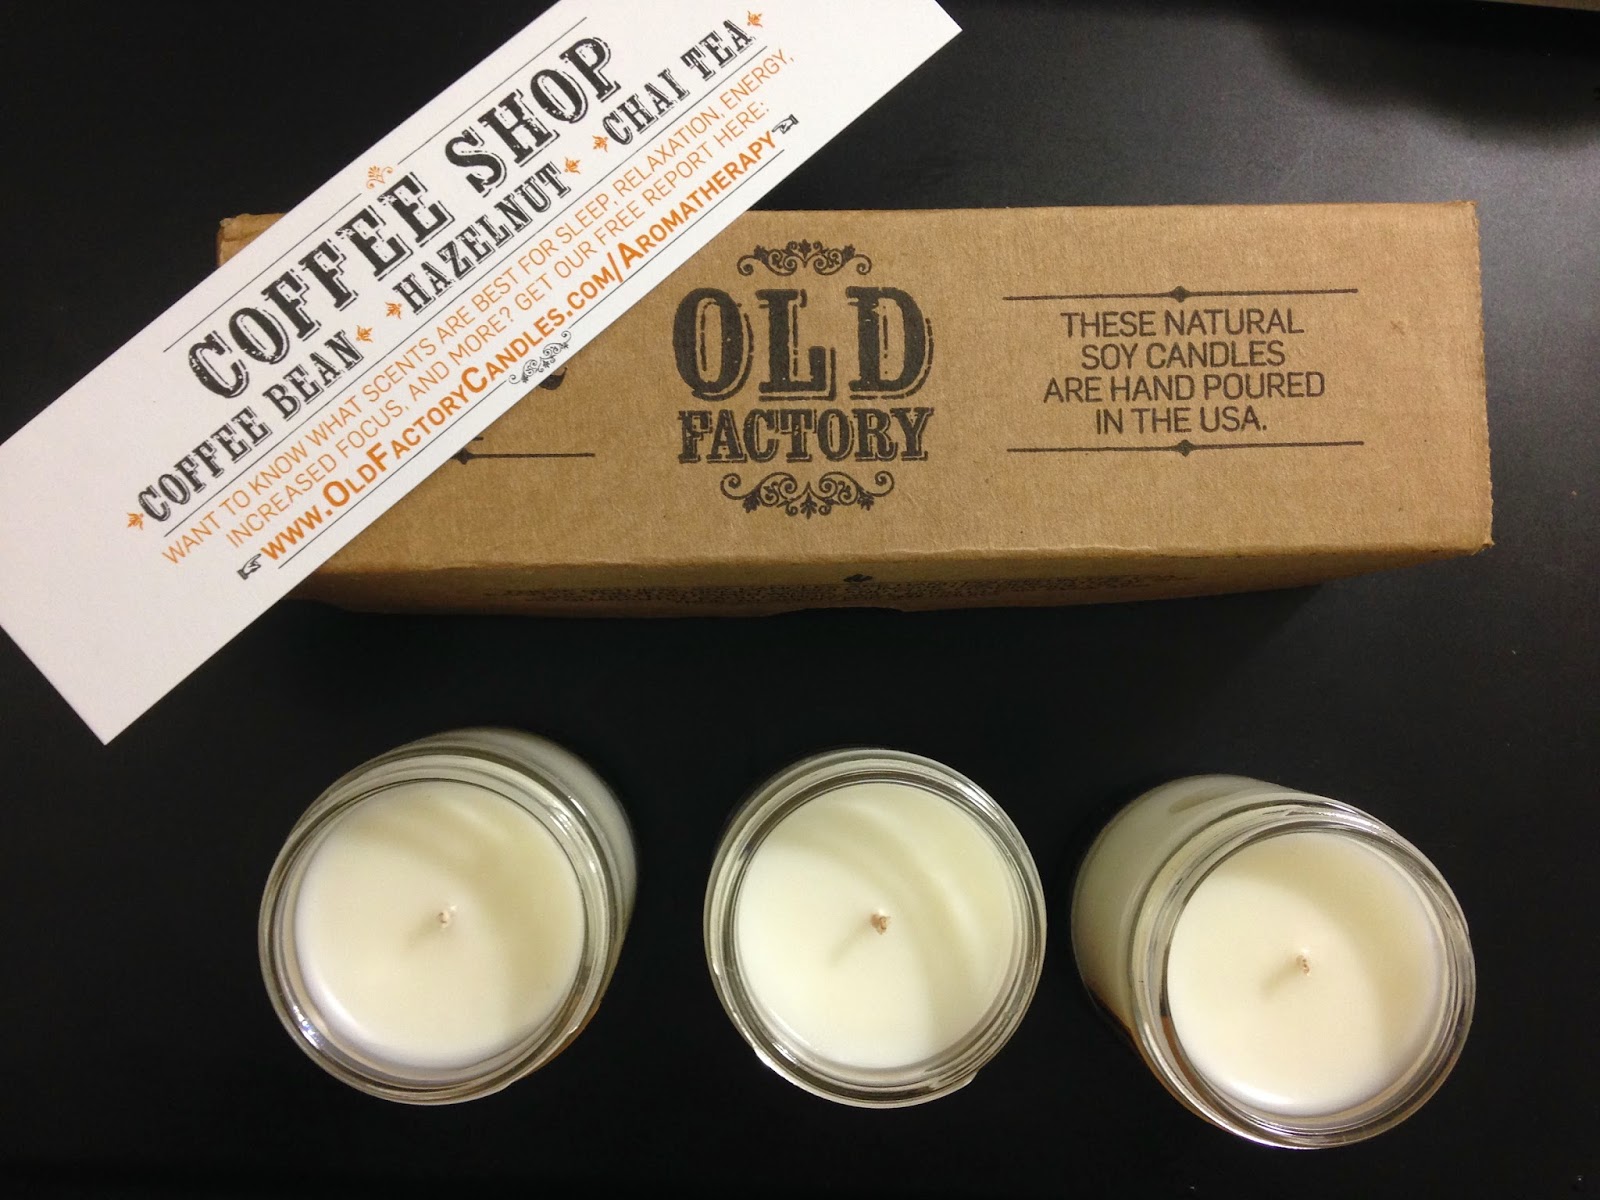 COFFEE SHOP
COFFEE BEAN HAZELNUT CHAI TEA
WANT TO KNOW WHAT SCENTS ARE BEST FOR SLEEP, RELAXATION, ENERGY,
INCREASED FOCUS, AND MORE? GET OUR FREE REPORT HERE:
WWW.OLDFACTORYCANDLES.COM/AROMATHERAPY
OLD
FACTORY
THESE NATURAL
SOY CANDLES
ARE HAND POURED
IN THE USA.